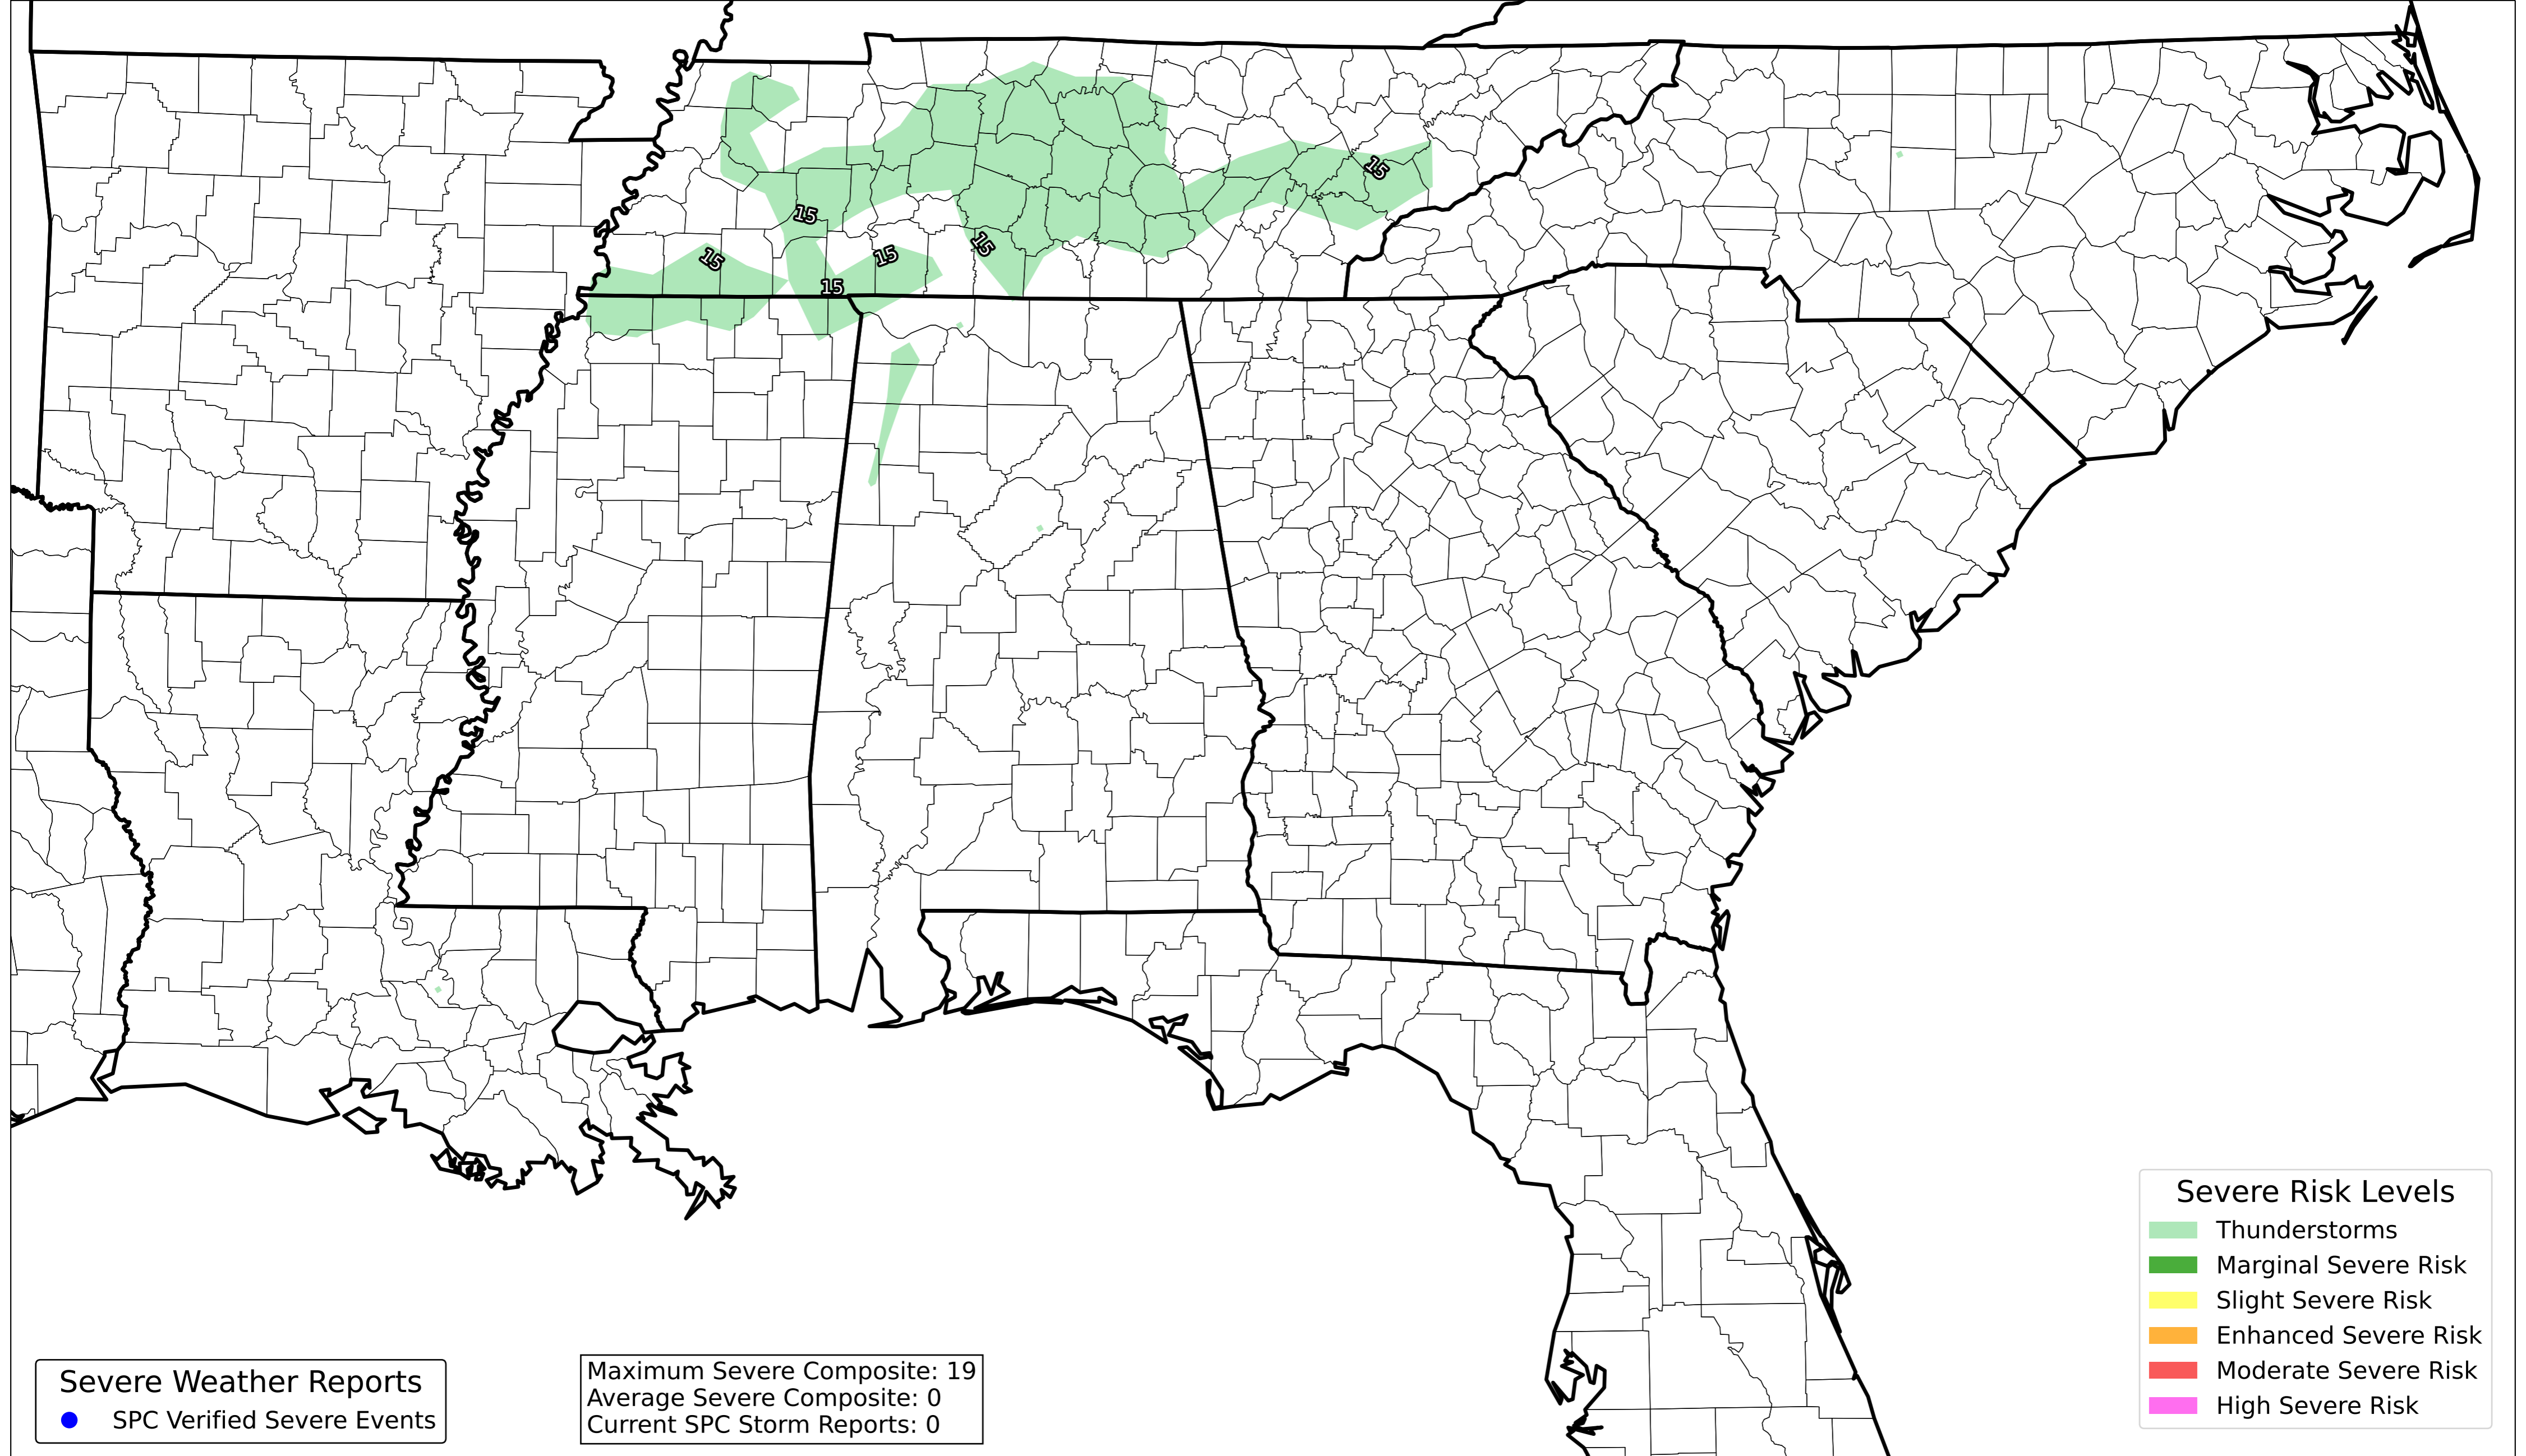 15
15
15
15
15
15
Severe Risk Levels
Thunderstorms
Marginal Severe Risk
Slight Severe Risk
Enhanced Severe Risk
Moderate Severe Risk
High Severe Risk
Severe Weather Reports
SPC Verified Severe Events
Maximum Severe Composite: 19
Average Severe Composite: 0
Current SPC Storm Reports: 0